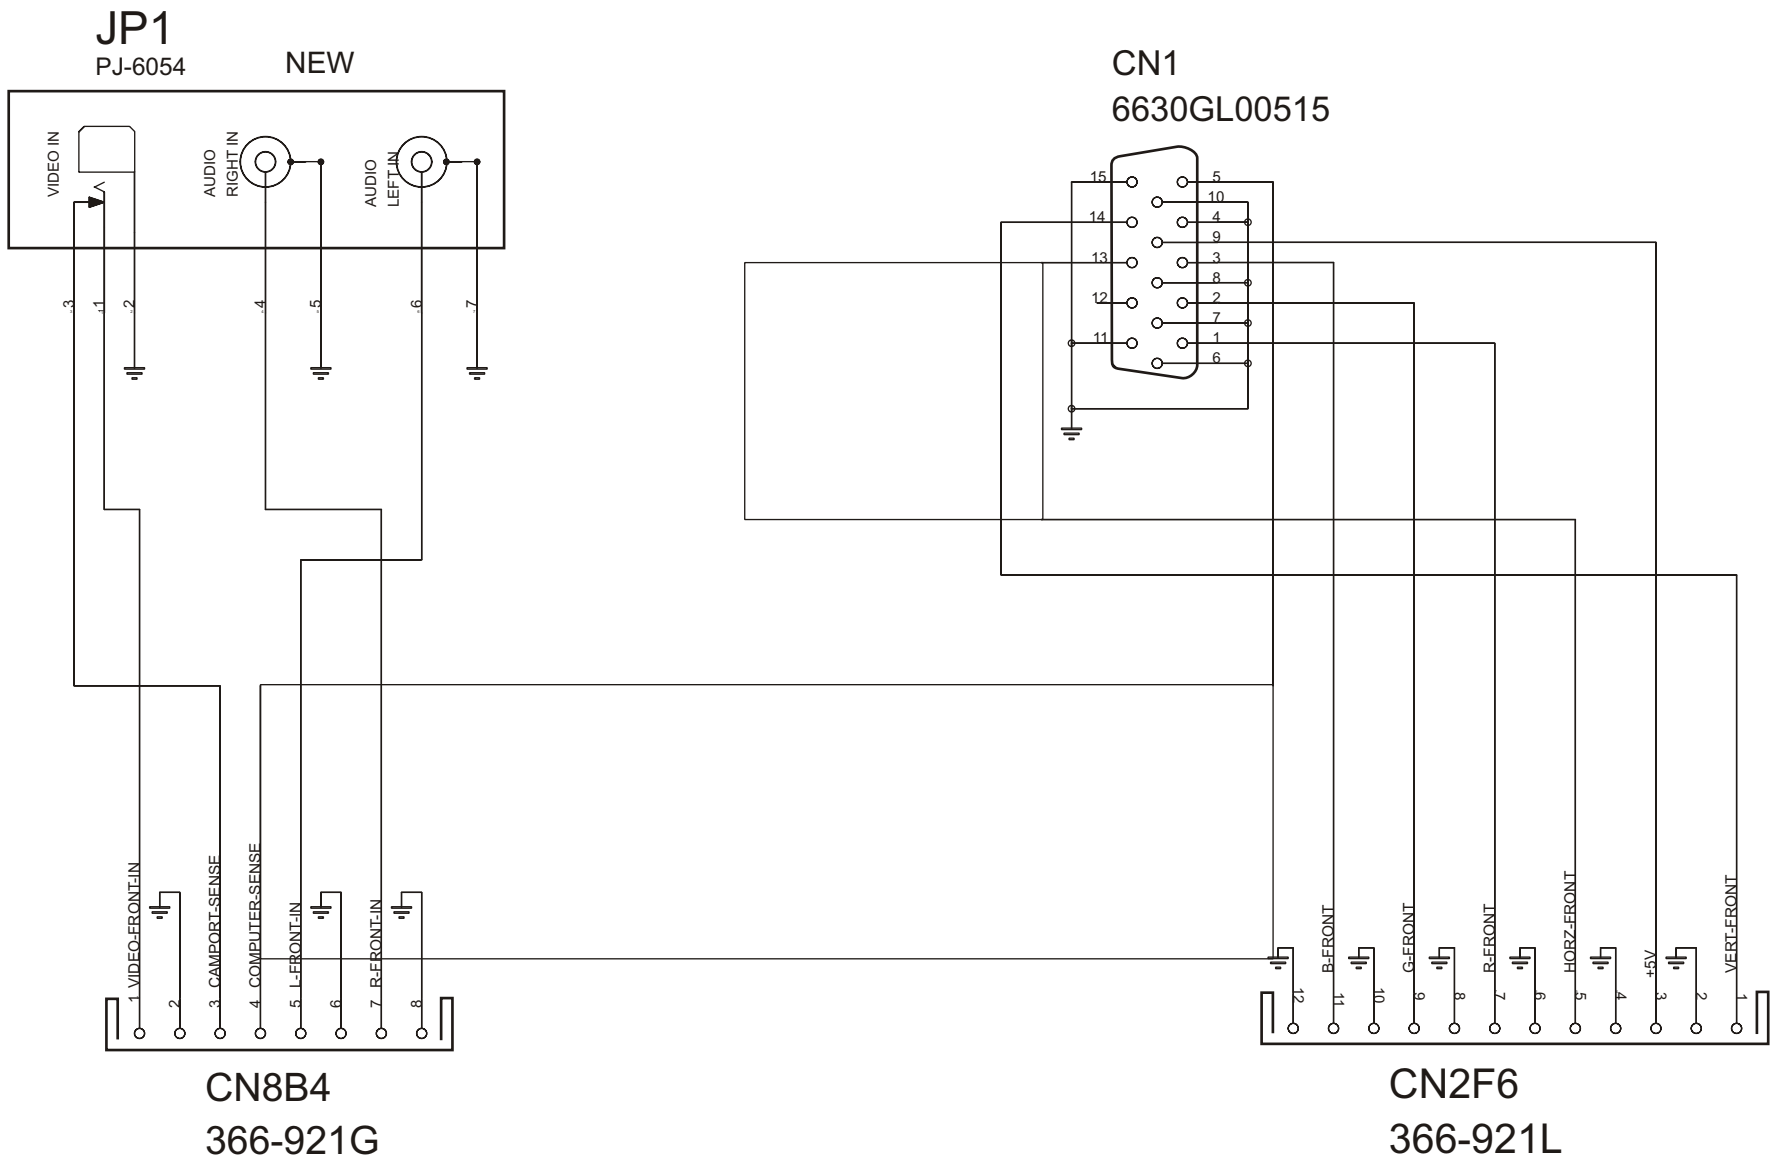 JP1
PJ-6054
NEW
VIDEO IN
AUDIO
RIGHT IN
AUDIO
LEFT IN
3
1
2
4
5
6
7
CN1
6630GL00515
15
14
13
12
11
5
10
4
9
3
8
2
7
1
6
1
VIDEO-FRONT-IN
2
3
CAMPORT-SENSE
4
COMPUTER-SENSE
5
L-FRONT-IN
6
7
R-FRONT-IN
8
CN8B4
366-921G
12
B-FRONT
11
10
G-FRONT
9
8
R-FRONT
7
6
HORZ-FRONT
5
4
+5V
3
2
VERT-FRONT
1
CN2F6
366-921L